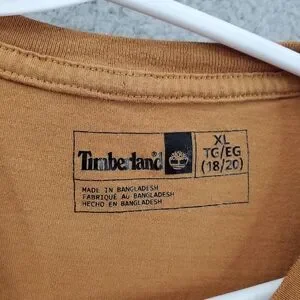 Timberland
XL
TG/EG
(18/20)
MADE IN BANGLADESH
FABRIQUÉ AU BANGLADESH
HECHO EN BANGLADESH